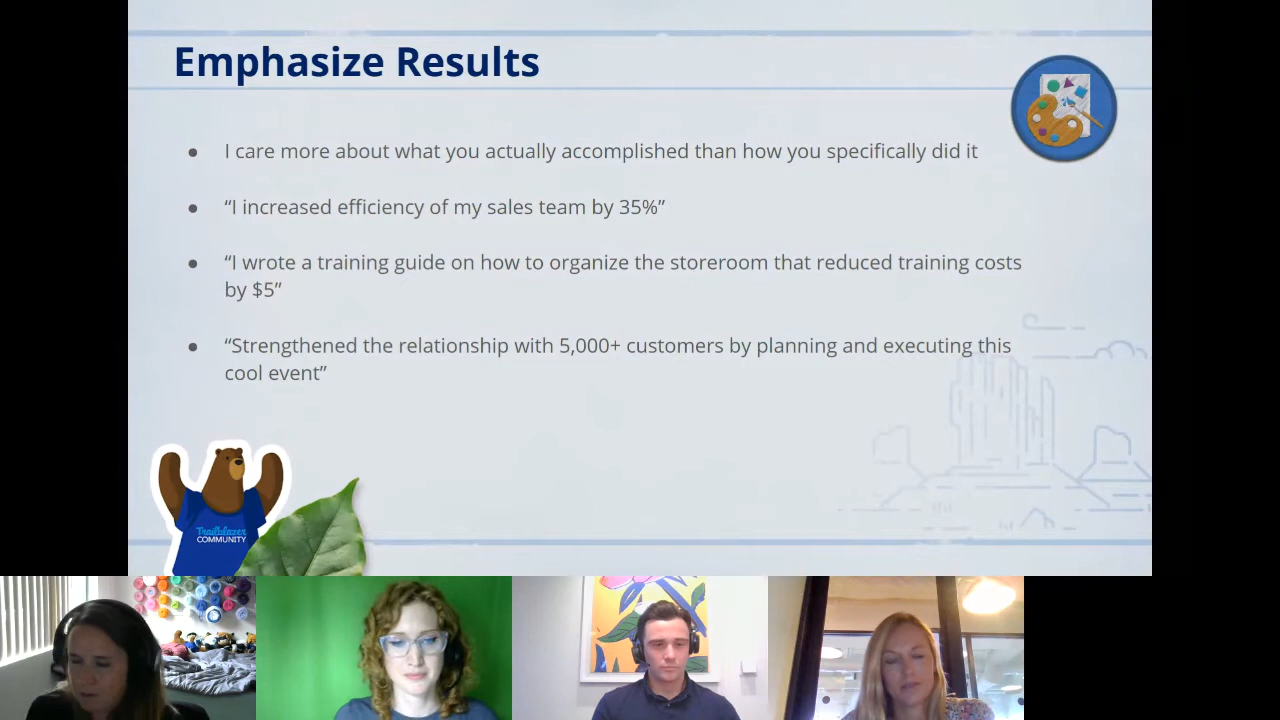 Emphasize Results
● I care more about what you actually accomplished than how you specifically did it
● “I increased efficiency of my sales team by 35%”
● “I wrote a training guide on how to organize the storeroom that reduced training costs
by $5”
● “Strengthened the relationship with 5,000+ customers by planning and executing this
cool event”
Trailblazer
COMMUNITY